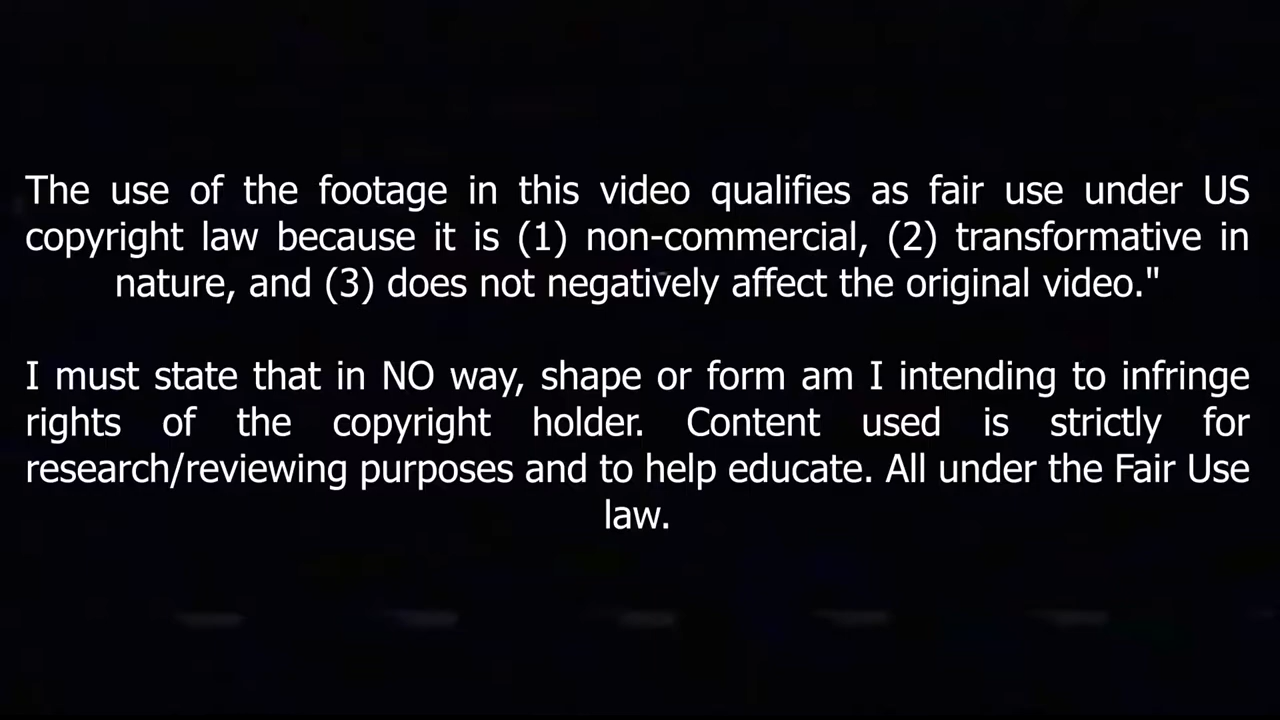 The use of the footage in this video qualifies as fair use under US
copyright law because it is (1) non-commercial, (2) transformative in
nature, and (3) does not negatively affect the original video."
I must state that in NO way, shape or form am I intending to infringe
rights of the copyright holder. Content used is strictly for
research/reviewing purposes and to help educate. All under the Fair Use
law.